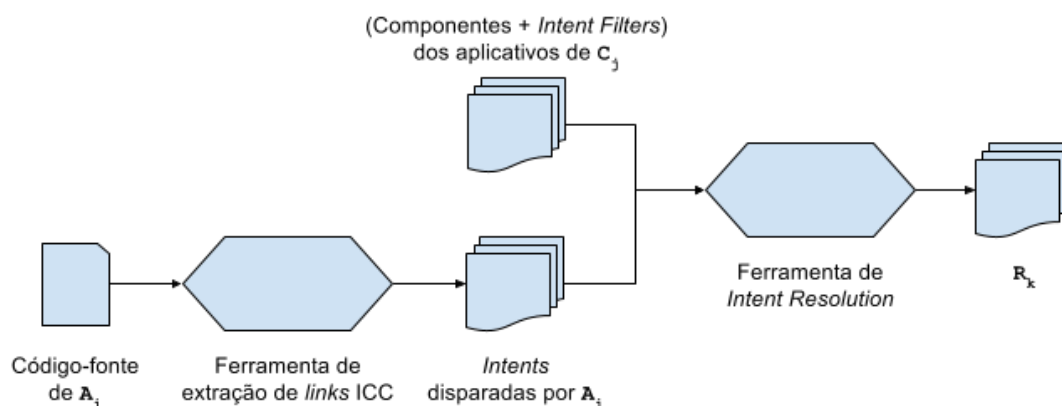 (Componentes + Intent Filters)
dos aplicativos de Cj
Ferramenta de
Intent Resolution
Rk
Código-fonte
de Ai
Ferramenta de
extração de links ICC
Intents
disparadas por Ai